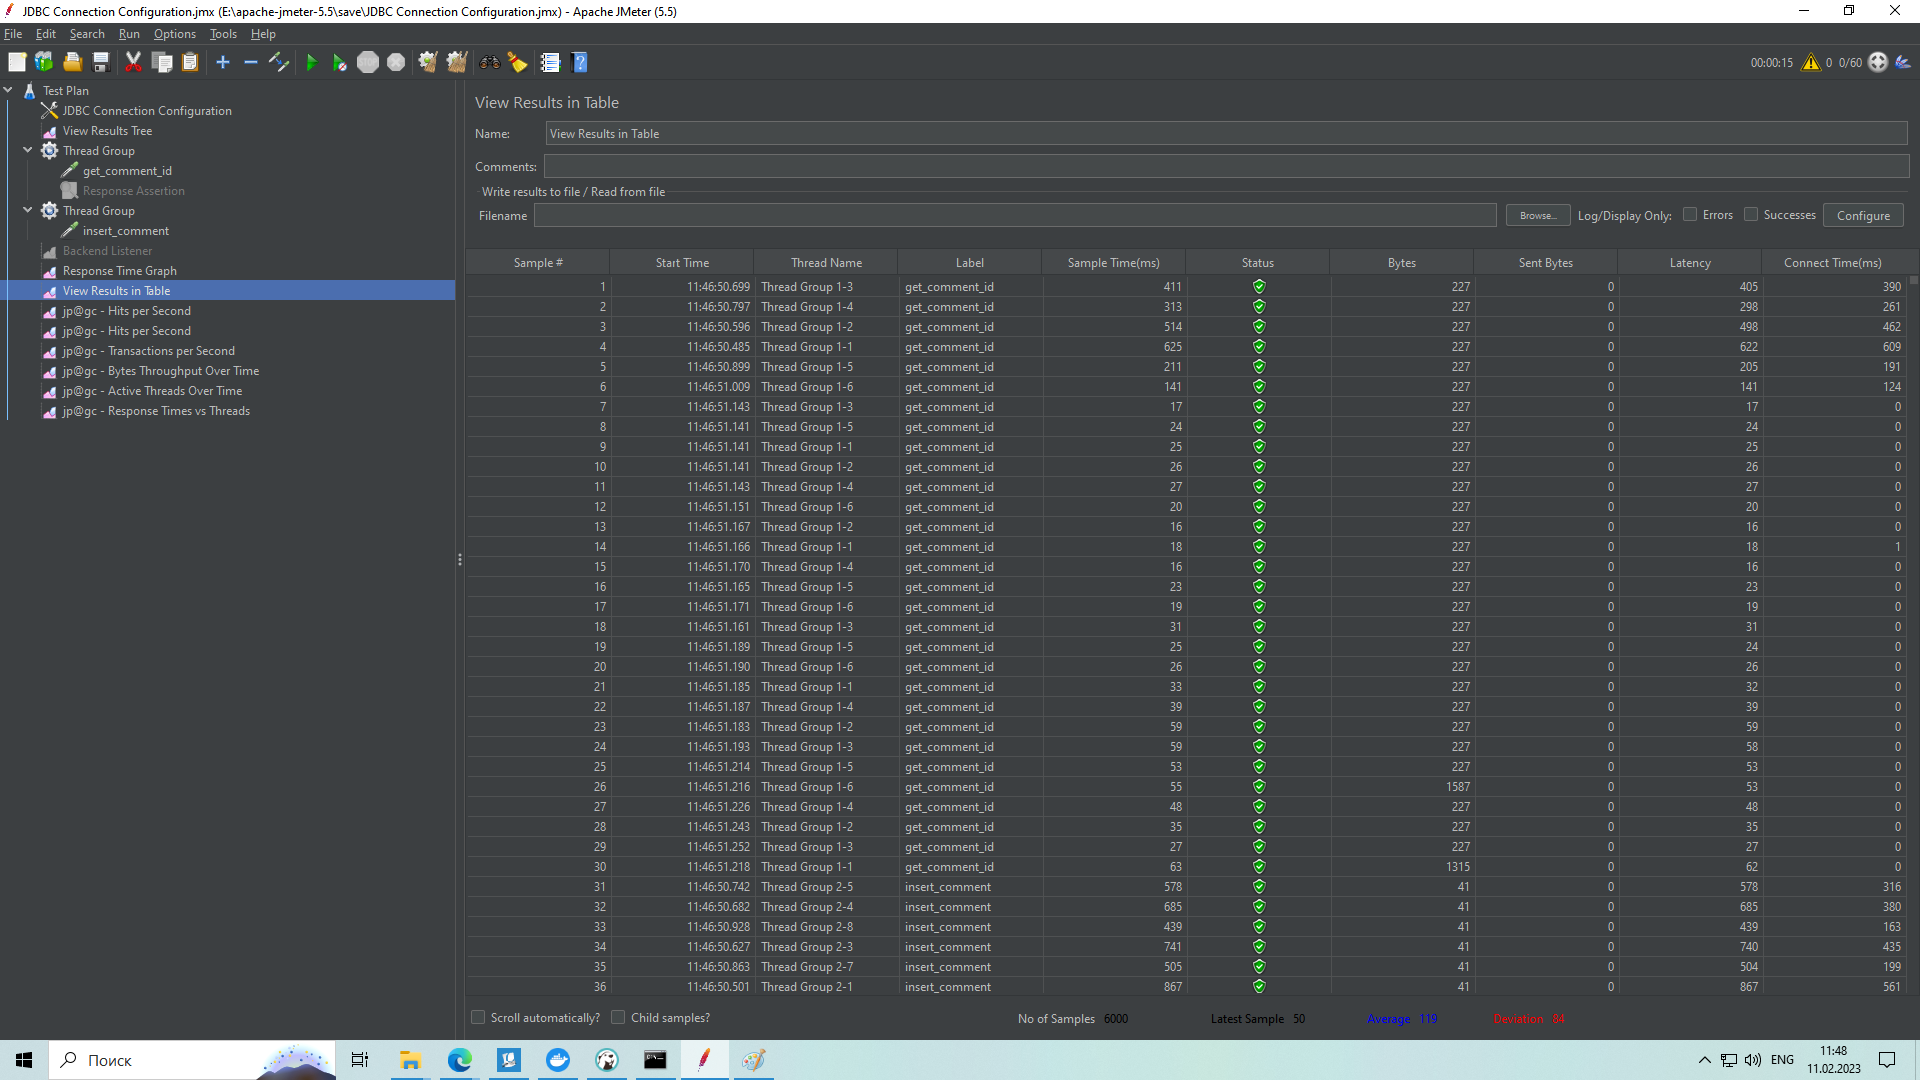 JDBC Connection Configuration.jmx (E:\apache-jmeter-5.5\save\JDBC Connection Configuration.jmx) - Apache JMeter (5.5)
File Edit Search Run Options Tools Help
00:00:15 0 0/60
Test Plan
JDBC Connection Configuration
View Results Tree
Thread Group
get_comment_id
Response Assertion
Thread Group
insert_comment
Backend Listener
Response Time Graph
View Results in Table
jp@gc - Hits per Second
jp@gc - Hits per Second
jp@gc - Transactions per Second
jp@gc - Bytes Throughput Over Time
jp@gc - Active Threads Over Time
jp@gc - Response Times vs Threads
View Results in Table
Name: View Results in Table
Comments:
Write results to file / Read from file
Filename Browse... Log/Display Only: Errors Successes Configure
Sample # Start Time Thread Name Label Sample Time(ms) Status Bytes Sent Bytes Latency Connect Time(ms)
1 11:46:50.699 Thread Group 1-3 get_comment_id 411 227 0 405 390
2 11:46:50.797 Thread Group 1-4 get_comment_id 313 227 0 298 261
3 11:46:50.596 Thread Group 1-2 get_comment_id 514 227 0 498 462
4 11:46:50.485 Thread Group 1-1 get_comment_id 625 227 0 622 609
5 11:46:50.899 Thread Group 1-5 get_comment_id 211 227 0 205 191
6 11:46:51.009 Thread Group 1-6 get_comment_id 141 227 0 141 124
7 11:46:51.143 Thread Group 1-3 get_comment_id 17 227 0 17 0
8 11:46:51.141 Thread Group 1-5 get_comment_id 24 227 0 24 0
9 11:46:51.141 Thread Group 1-1 get_comment_id 25 227 0 25 0
10 11:46:51.141 Thread Group 1-2 get_comment_id 26 227 0 26 0
11 11:46:51.143 Thread Group 1-4 get_comment_id 27 227 0 27 0
12 11:46:51.151 Thread Group 1-6 get_comment_id 20 227 0 20 0
13 11:46:51.167 Thread Group 1-2 get_comment_id 16 227 0 16 0
14 11:46:51.166 Thread Group 1-1 get_comment_id 18 227 0 18 1
15 11:46:51.170 Thread Group 1-4 get_comment_id 16 227 0 16 0
16 11:46:51.165 Thread Group 1-5 get_comment_id 23 227 0 23 0
17 11:46:51.171 Thread Group 1-6 get_comment_id 19 227 0 19 0
18 11:46:51.161 Thread Group 1-3 get_comment_id 31 227 0 31 0
19 11:46:51.189 Thread Group 1-5 get_comment_id 25 227 0 24 0
20 11:46:51.190 Thread Group 1-6 get_comment_id 26 227 0 26 0
21 11:46:51.185 Thread Group 1-1 get_comment_id 33 227 0 32 0
22 11:46:51.187 Thread Group 1-4 get_comment_id 39 227 0 39 0
23 11:46:51.183 Thread Group 1-2 get_comment_id 59 227 0 59 0
24 11:46:51.193 Thread Group 1-3 get_comment_id 59 227 0 58 0
25 11:46:51.214 Thread Group 1-5 get_comment_id 53 227 0 53 0
26 11:46:51.216 Thread Group 1-6 get_comment_id 55 1587 0 53 0
27 11:46:51.226 Thread Group 1-4 get_comment_id 48 227 0 48 0
28 11:46:51.243 Thread Group 1-2 get_comment_id 35 227 0 35 0
29 11:46:51.252 Thread Group 1-3 get_comment_id 27 227 0 27 0
30 11:46:51.218 Thread Group 1-1 get_comment_id 63 1315 0 62 0
31 11:46:50.742 Thread Group 2-5 insert_comment 578 41 0 578 316
32 11:46:50.682 Thread Group 2-4 insert_comment 685 41 0 685 380
33 11:46:50.928 Thread Group 2-8 insert_comment 439 41 0 439 163
34 11:46:50.627 Thread Group 2-3 insert_comment 741 41 0 740 435
35 11:46:50.863 Thread Group 2-7 insert_comment 505 41 0 504 199
36 11:46:50.501 Thread Group 2-1 insert_comment 867 41 0 867 561
Scroll automatically? Child samples? No of Samples 6000 Latest Sample 50 Average 119 Deviation 84
Поиск ENG 11:48
11.02.2023